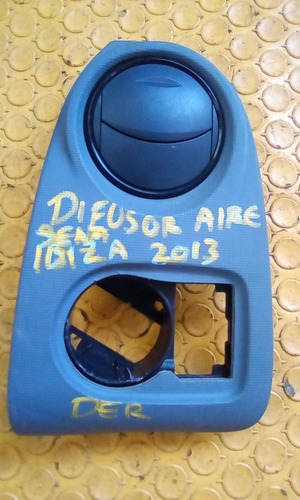 DIFUSOR AIRE
SEAT
IBIZA 2013
DER